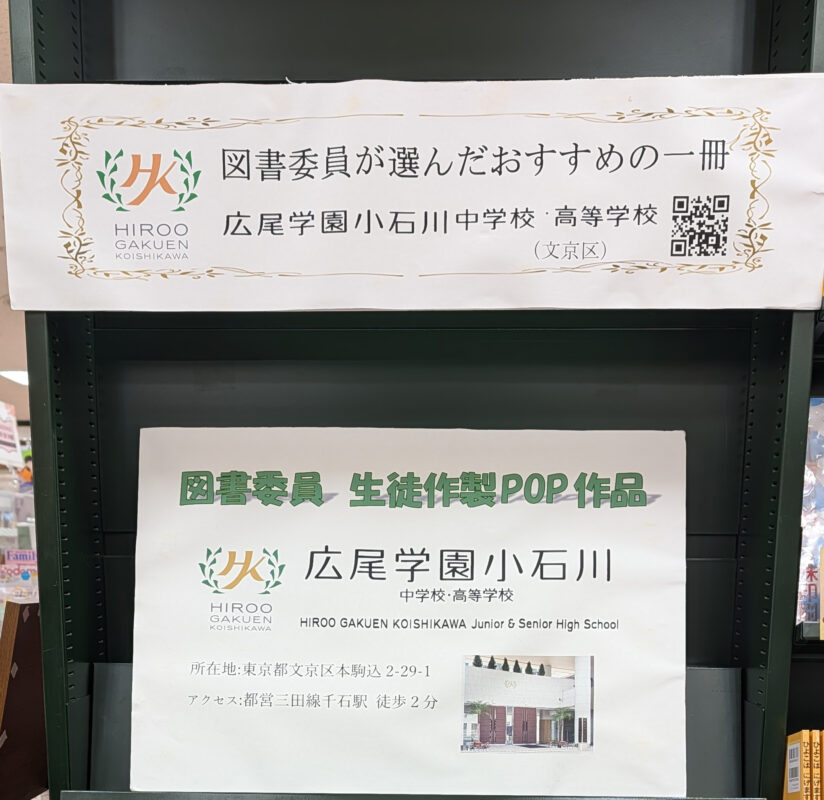 図書委員が選んだおすすめの一冊
HK
HIROO
GAKUEN
KOISHIKAWA
広尾学園小石川中学校・高等学校
(文京区)
図書委員 生徒作製POP作品
HK
HIROO
GAKUEN
KOISHIKAWA
広尾学園小石川
中学校・高等学校
HIROO GAKUEN KOISHIKAWA Junior & Senior High School
所在地:東京都文京区本駒込2-29-1
アクセス:都営三田線千石駅 徒歩2分
Family